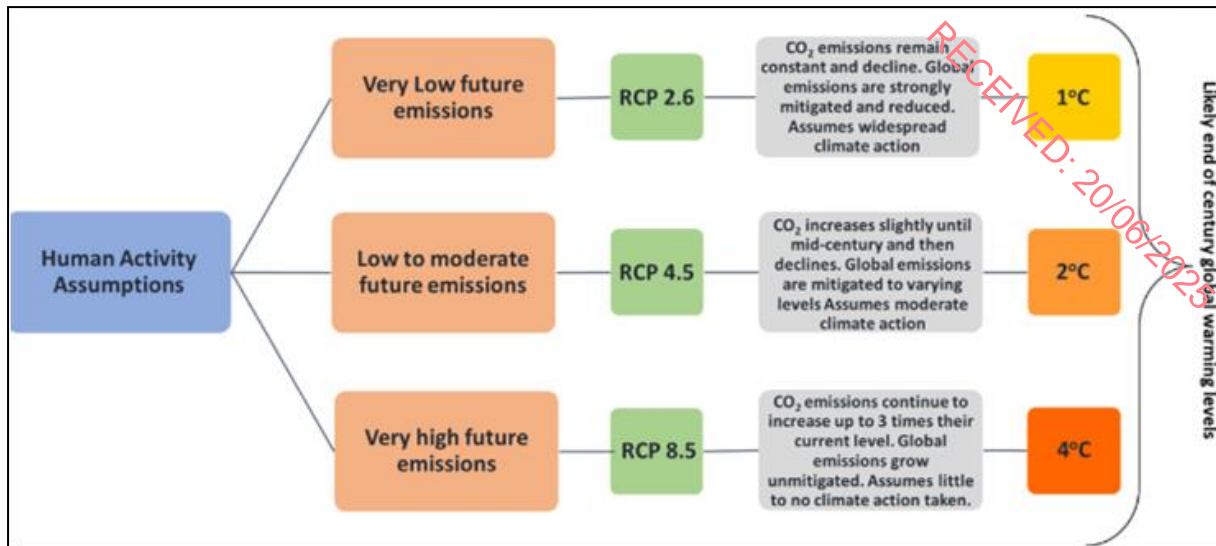 Human Activity
Assumptions
Very Low future
emissions
RCP 2.6
CO₂ emissions remain
constant and decline. Global
emissions are strongly
mitigated and reduced.
Assumes widespread
climate action
1°C
Low to moderate
future emissions
RCP 4.5
CO₂ increases slightly until
mid-century and then
declines. Global emissions
are mitigated to varying
levels Assumes moderate
climate action
2°C
Very high future
emissions
RCP 8.5
CO₂ emissions continue to
increase up to 3 times their
current level. Global
emissions grow
unmitigated. Assumes little
to no climate action taken.
4°C
Likely end of century global warming levels
RECEIVED: 20/06/2025